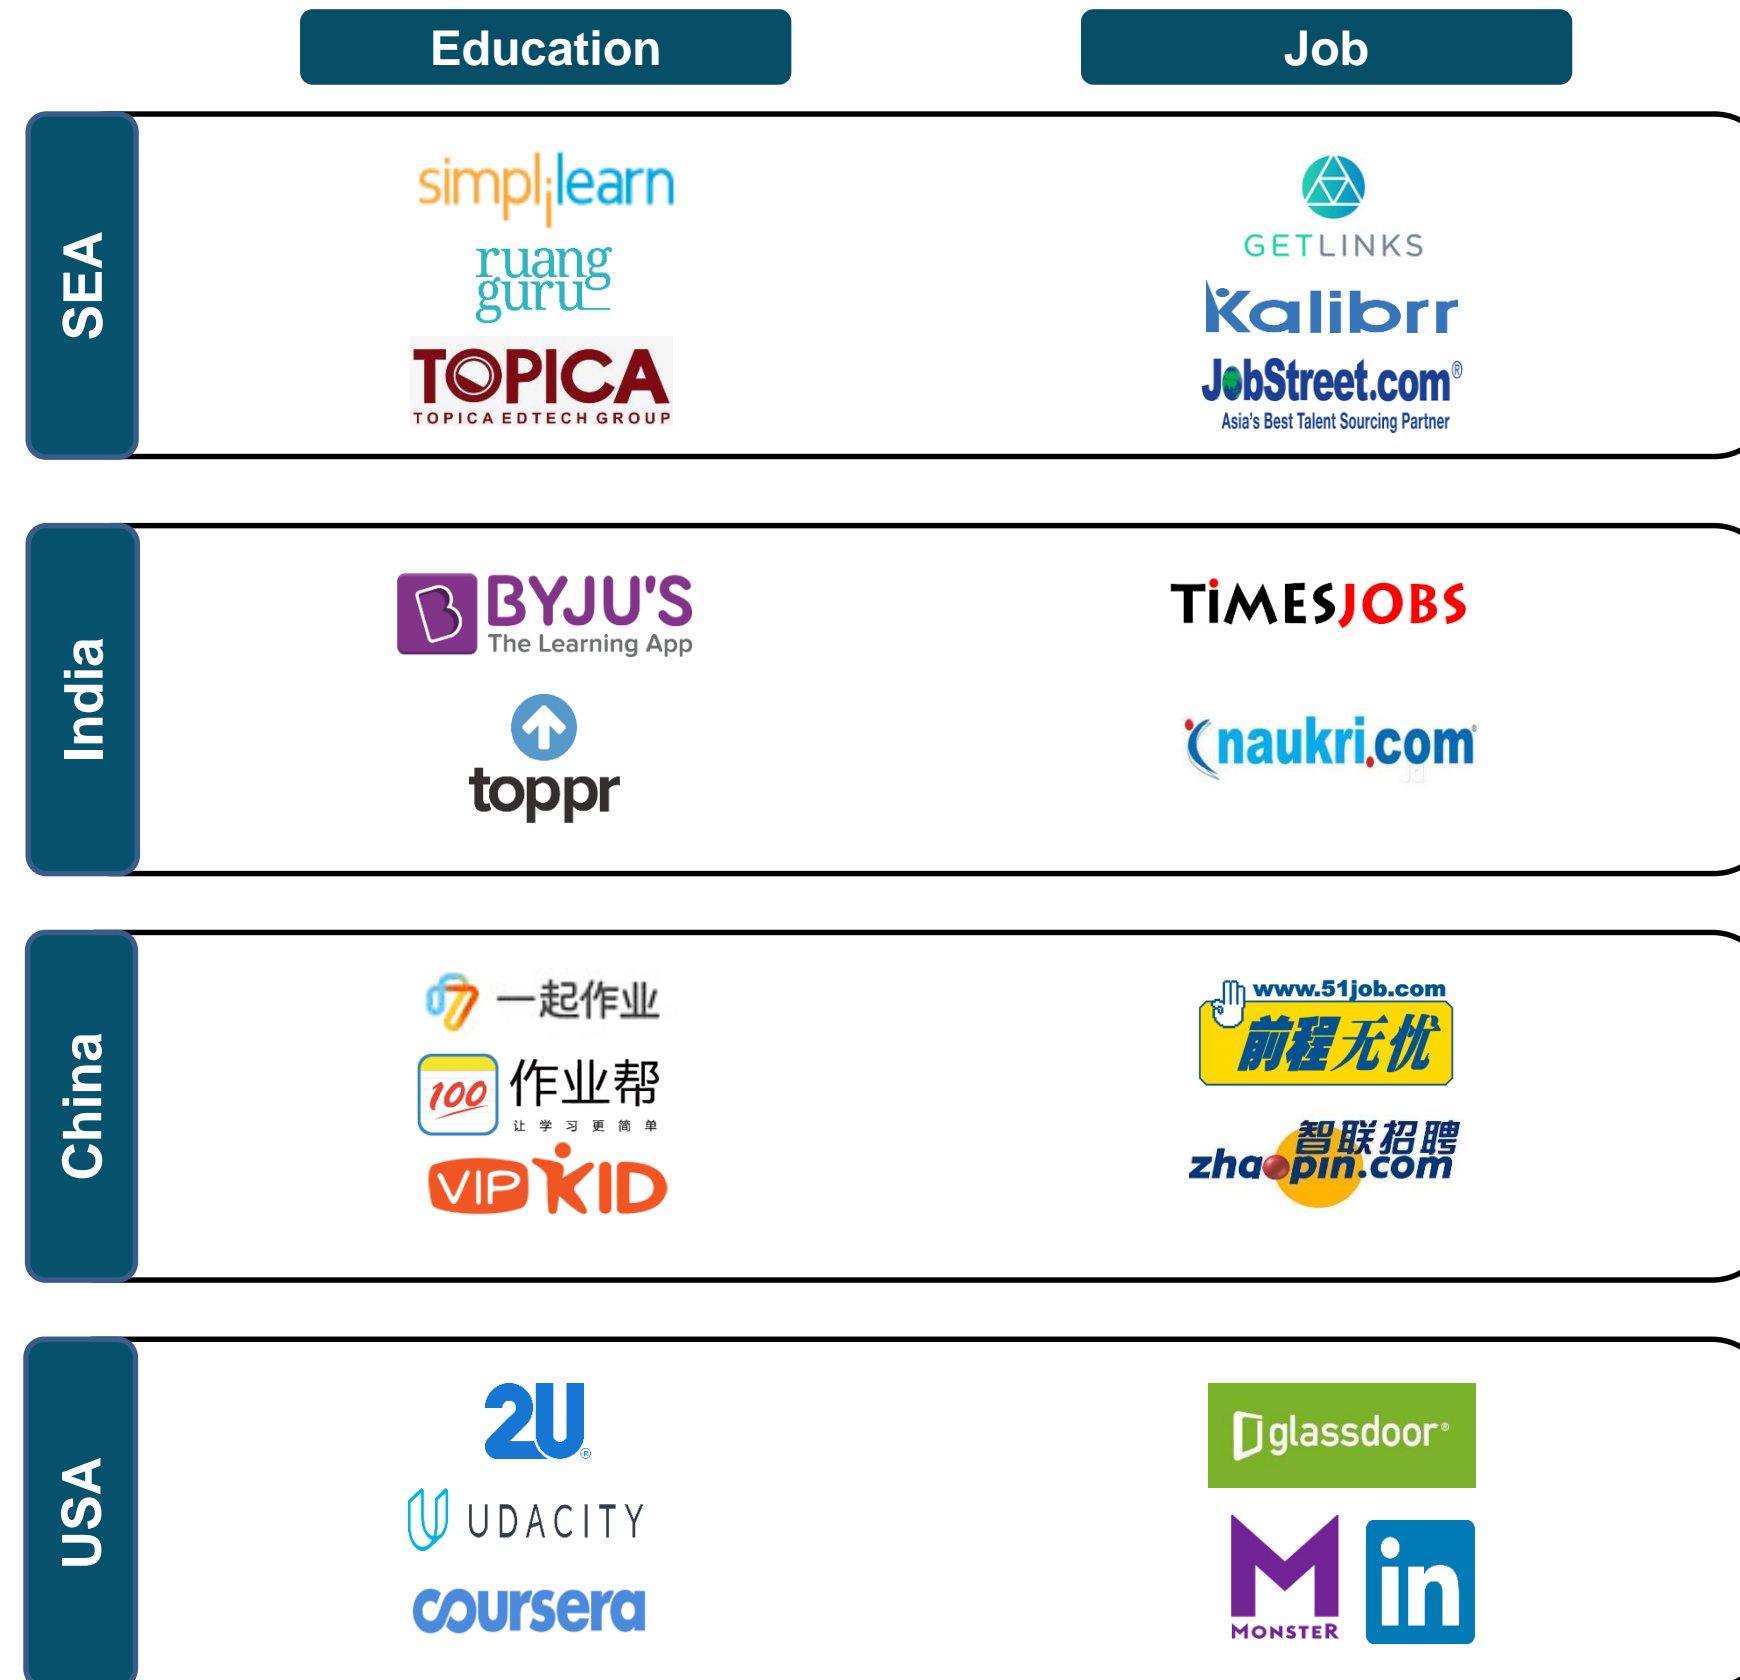 Education
Job
SEA
simplilearn
ruang
guru
TOPICA
TOPICA EDTECH GROUP
GETLINKS
Kalibrr
JobStreet.com®
Asia's Best Talent Sourcing Partner
India
BYJU'S
The Learning App
toppr
TiMESJOBS
naukri.com
China
一起作业
100 作业帮
让学习更简单
VIPKID
www.51job.com
前程无忧
智联招聘
zhaopin.com
USA
2U®
UDACITY
coursera
glassdoor®
MONSTER
in